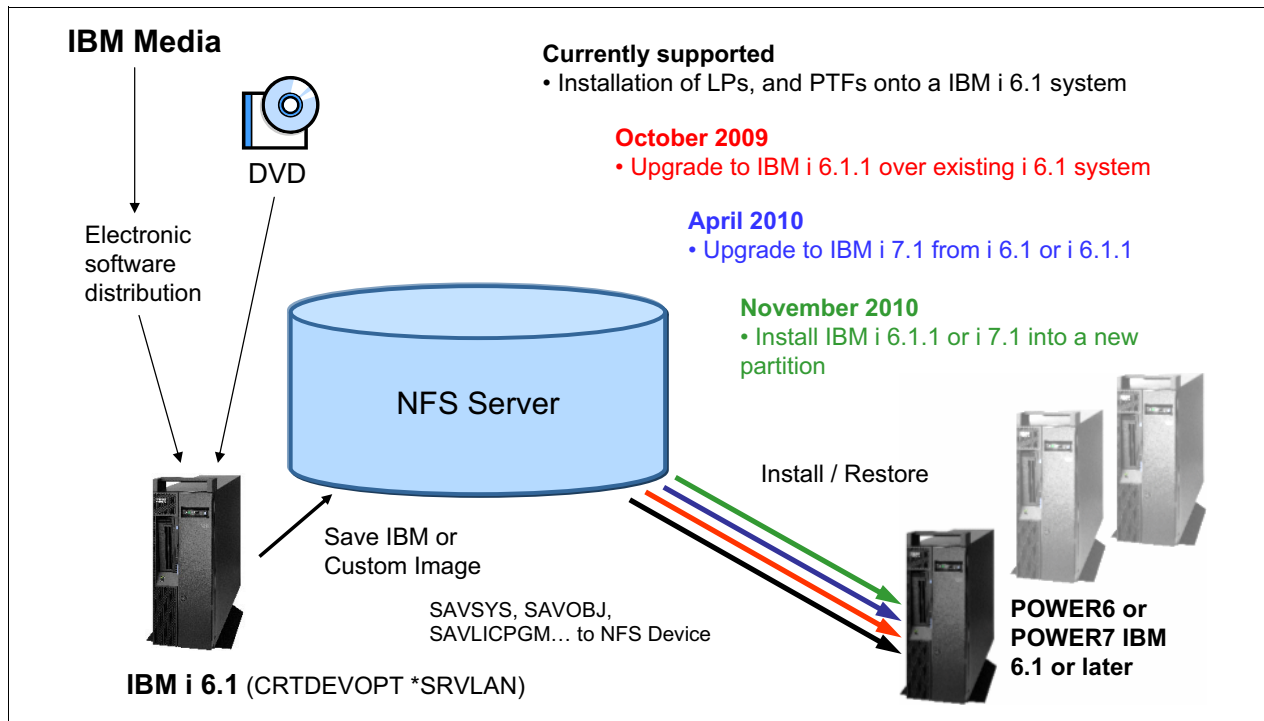 IBM Media
DVD
Electronic
software
distribution
Currently supported
• Installation of LPs, and PTFs onto a IBM i 6.1 system
October 2009
• Upgrade to IBM i 6.1.1 over existing i 6.1 system
April 2010
• Upgrade to IBM i 7.1 from i 6.1 or i 6.1.1
November 2010
• Install IBM i 6.1.1 or i 7.1 into a new
partition
NFS Server
Install / Restore
Save IBM or
Custom Image
SAVSYS, SAVOBJ,
SAVLICPGM… to NFS Device
IBM i 6.1 (CRTDEVOPT *SRVLAN)
POWER6 or
POWER7 IBM
6.1 or later